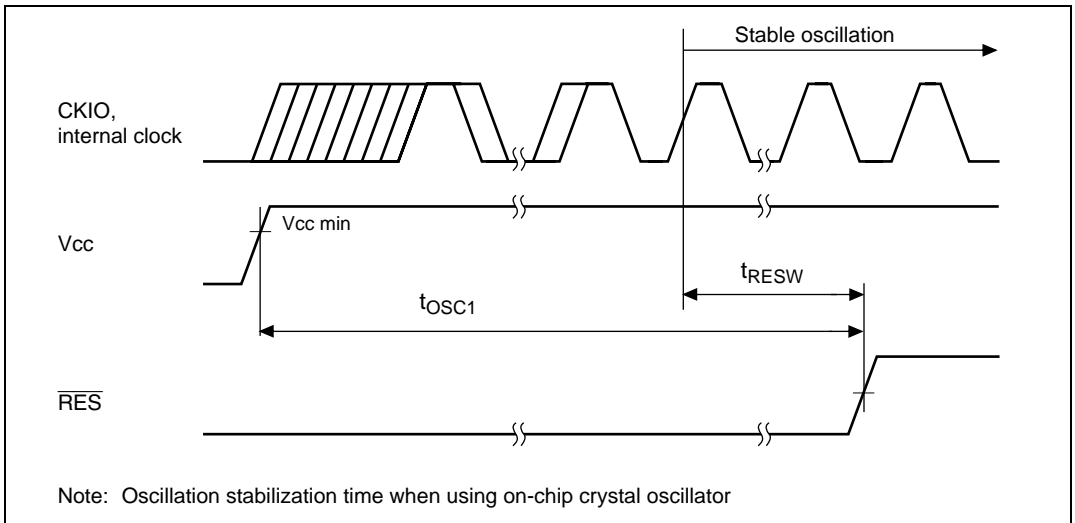 Stable oscillation
CKIO,
internal clock
Vcc min
Vcc
tRESW
tOSC1
RES
Note: Oscillation stabilization time when using on-chip crystal oscillator